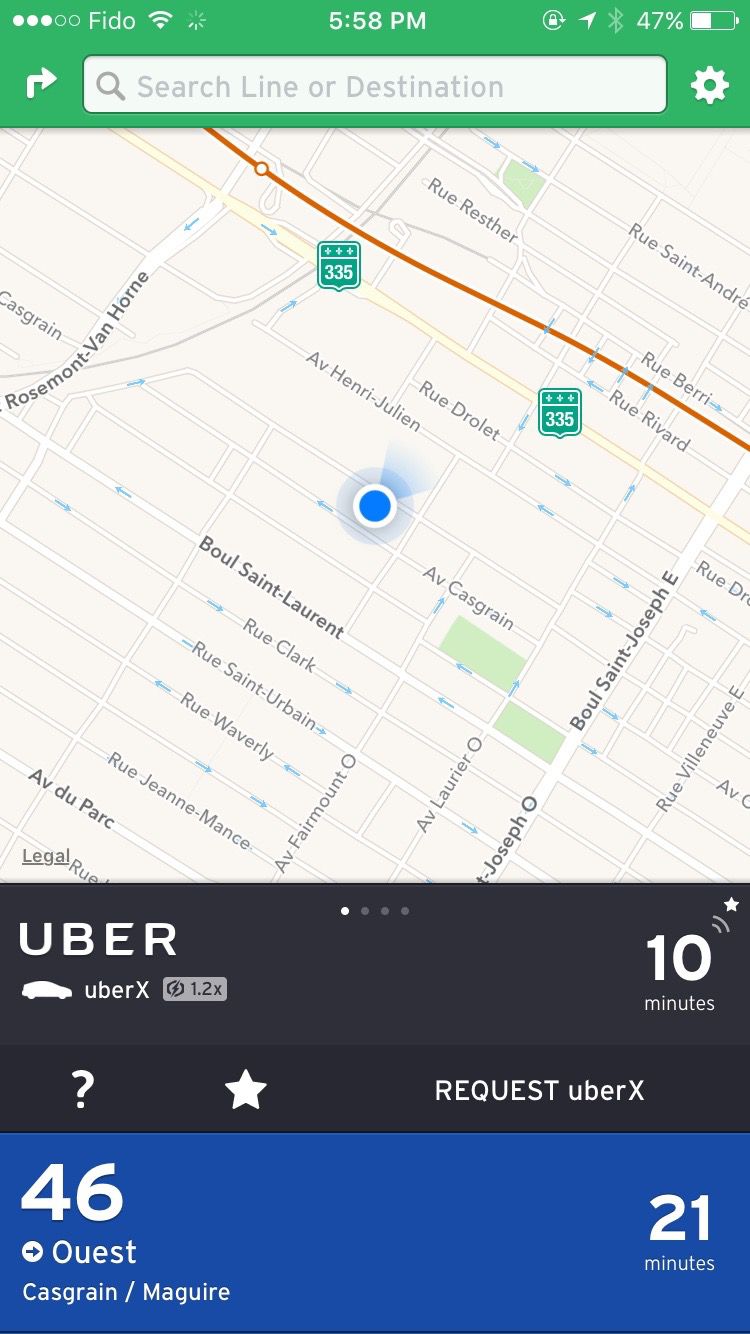 Fido 5:58 PM 47%
Search Line or Destination
Rue Resther
Rue Saint-André
335
Casgrain
Rosemont-Van Horne
Av Henri-Julien
Rue Drolet
Rue Berri
Rue Rivard
335
Boul Saint-Laurent
Av Casgrain
Rue Clark
Rue Saint-Urbain
Rue Waverly
Boul Saint-Joseph E
Rue Dro
Rue Villeneuve E
Av C
Av du Parc
Rue Jeanne-Mance
Av Fairmount O
Av Laurier O
t-Joseph O
Legal
Rue
UBER
10
uberX 1.2x
minutes
? REQUEST uberX
46
21
Ouest
minutes
Casgrain / Maguire